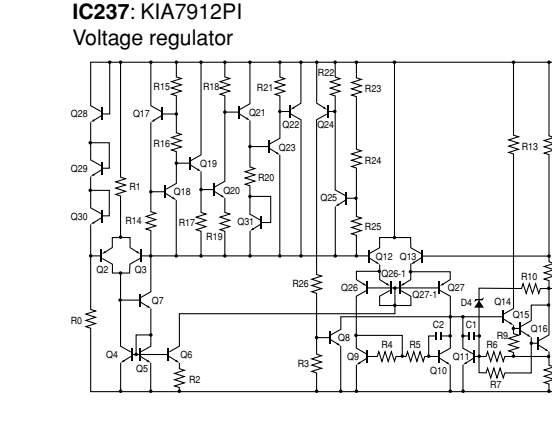 IC237: KIA7912PI
Voltage regulator
R22
R15 R18 R21 R23
Q28 Q17 Q21 Q22 Q24
R16 Q23 R13
Q29 Q19 R24
R1 Q18 Q20 R20 Q25
Q30 R14 R17 Q31 R25
R19
Q2 Q3 Q12 Q13
Q26-1 R10
R26 Q26 Q27-1 Q27
Q7 D4 Q14
R0 C2 C1 Q15
Q8 R9 Q16
Q4 Q5 Q6 R3 Q9 R4 R5 Q10 Q11 R6
R2 R7